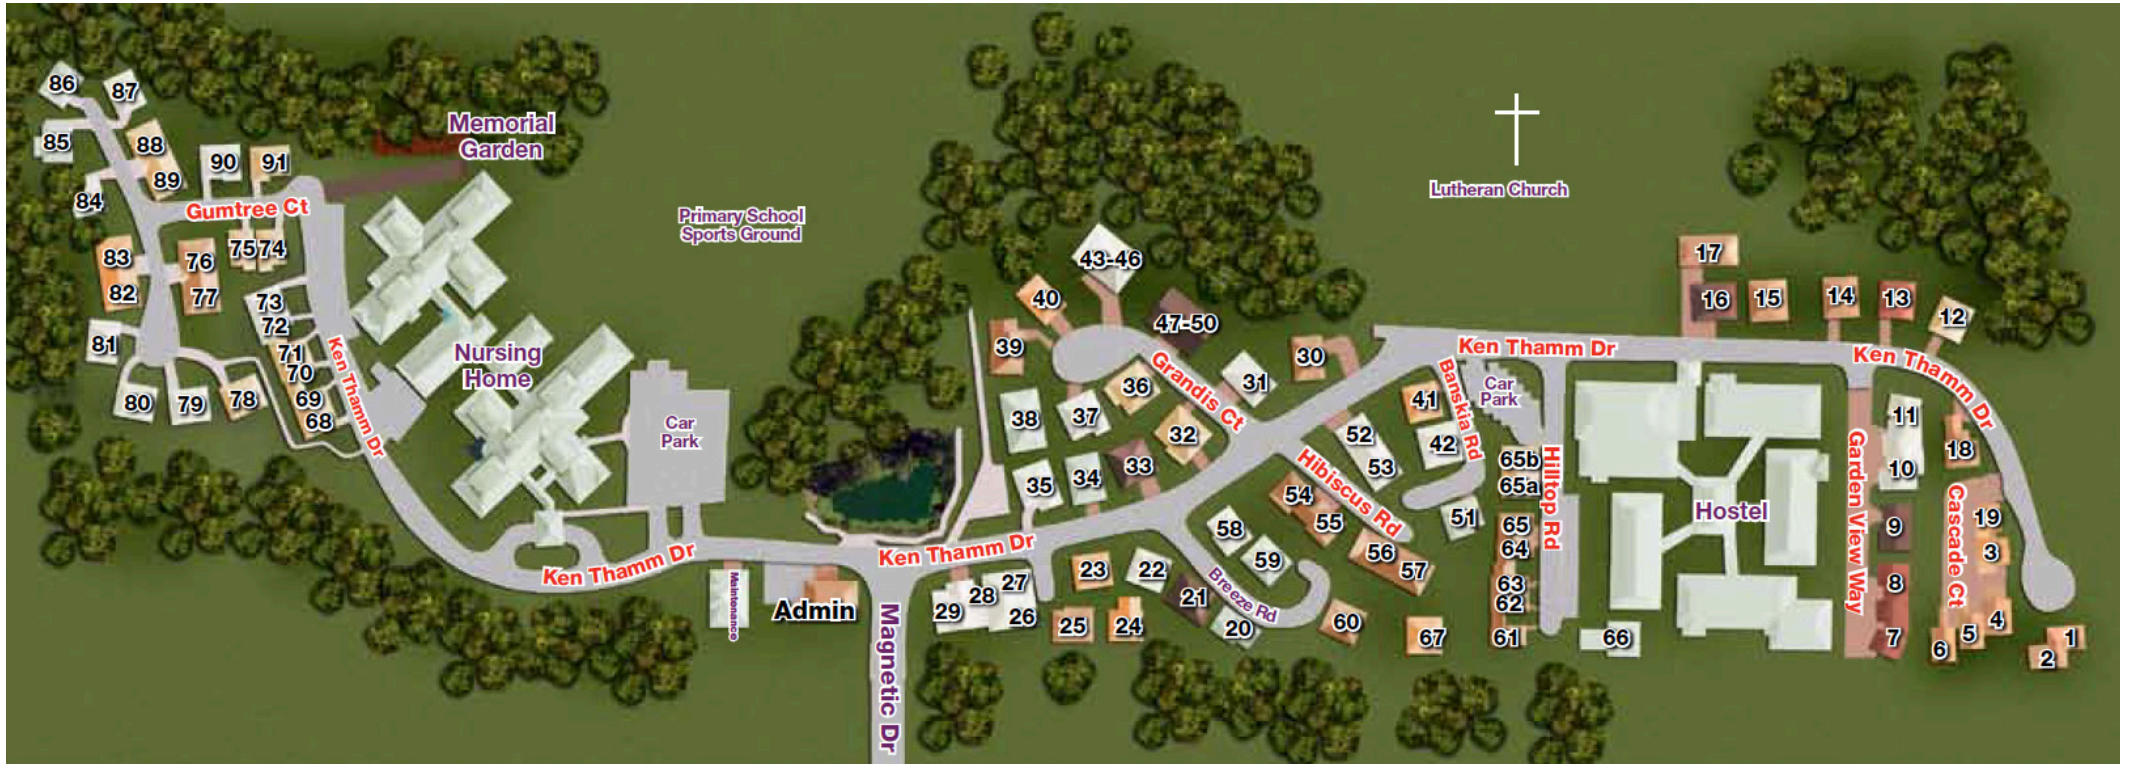 86
87
85
88
89
90
91
84
Gumtree Ct
83
82
76
77
75
74
73
72
71
70
69
68
81
80
79
78
Ken Thamm Dr
Memorial
Garden
Nursing
Home
Car
Park
Primary School
Sports Ground
Ken Thamm Dr
Maintenance
Admin
Magnetic Dr
Ken Thamm Dr
29
28
27
26
25
24
23
22
21
20
Breeze Rd
58
59
60
43-46
40
47-50
39
38
37
36
35
34
33
32
31
30
Grandis Ct
Hibiscus Rd
52
53
54
55
56
57
41
42
51
Banskia Rd
Car
Park
Lutheran Church
Ken Thamm Dr
65b
65a
65
64
63
62
61
67
66
Hilltop Rd
Hostel
17
16
15
14
13
12
Ken Thamm Dr
Garden View Way
11
10
9
8
7
18
Cascade Ct
19
3
4
5
6
1
2